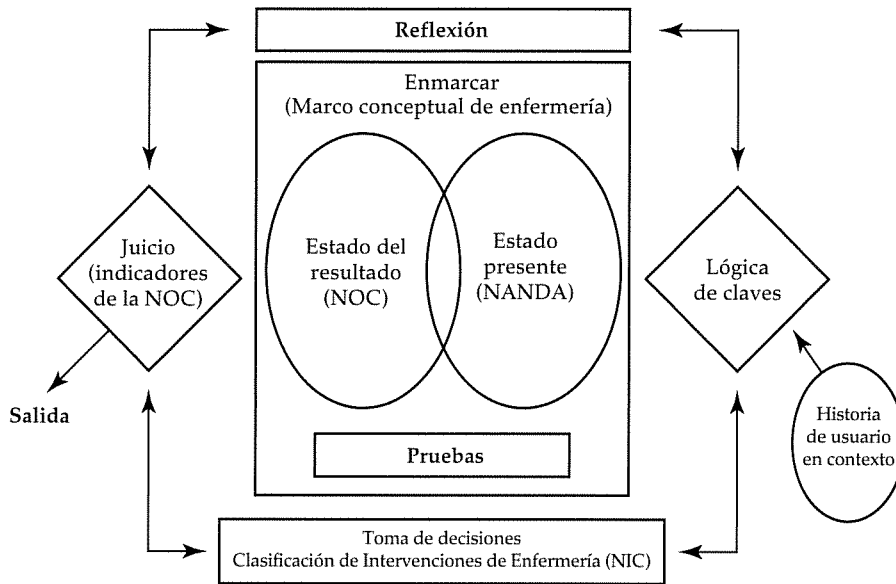 Reflexión
Enmarcar
(Marco conceptual de enfermería)
Juicio
(indicadores
de la NOC)
Estado del
resultado
(NOC)
Estado
presente
(NANDA)
Lógica
de claves
Salida
Historia
de usuario
en contexto
Pruebas
Toma de decisiones
Clasificación de Intervenciones de Enfermería (NIC)